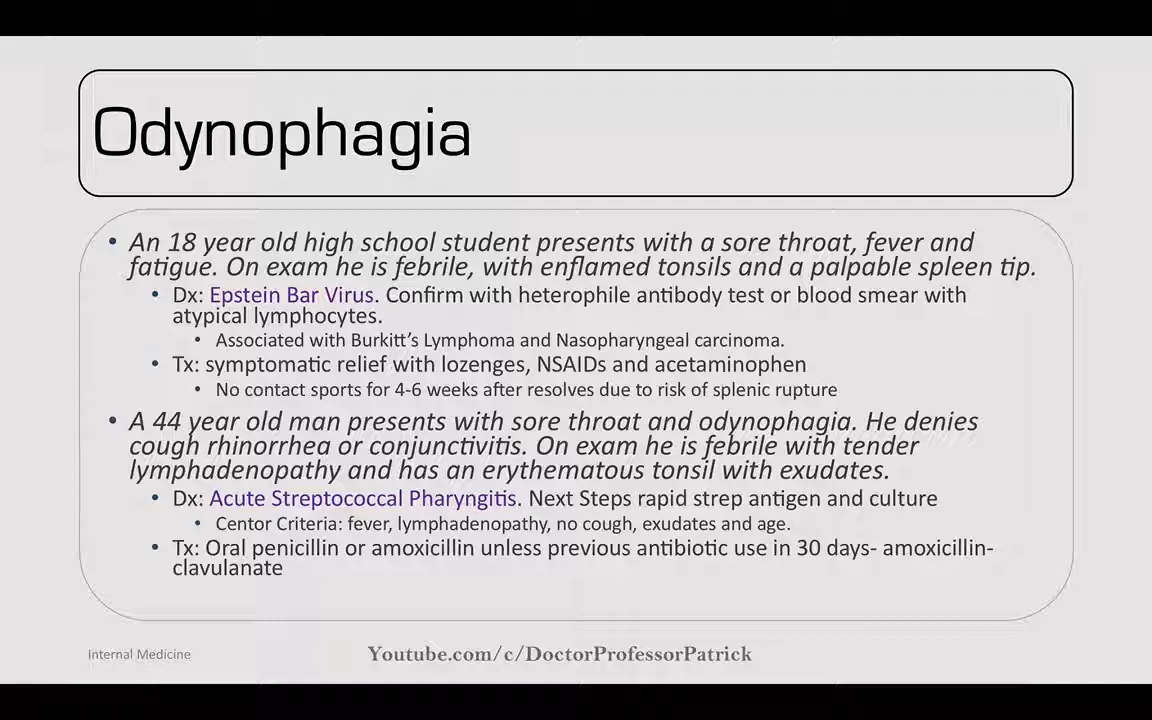 Odynophagia
• An 18 year old high school student presents with a sore throat, fever and
fatigue. On exam he is febrile, with enflamed tonsils and a palpable spleen tip.
• Dx: Epstein Bar Virus. Confirm with heterophile antibody test or blood smear with
atypical lymphocytes.
• Associated with Burkitt’s Lymphoma and Nasopharyngeal carcinoma.
• Tx: symptomatic relief with lozenges, NSAIDs and acetaminophen
• No contact sports for 4-6 weeks after resolves due to risk of splenic rupture
• A 44 year old man presents with sore throat and odynophagia. He denies
cough rhinorrhea or conjunctivitis. On exam he is febrile with tender
lymphadenopathy and has an erythematous tonsil with exudates.
• Dx: Acute Streptococcal Pharyngitis. Next Steps rapid strep antigen and culture
• Centor Criteria: fever, lymphadenopathy, no cough, exudates and age.
• Tx: Oral penicillin or amoxicillin unless previous antibiotic use in 30 days- amoxicillin-
clavulanate
Internal Medicine
Youtube.com/c/DoctorProfessorPatrick